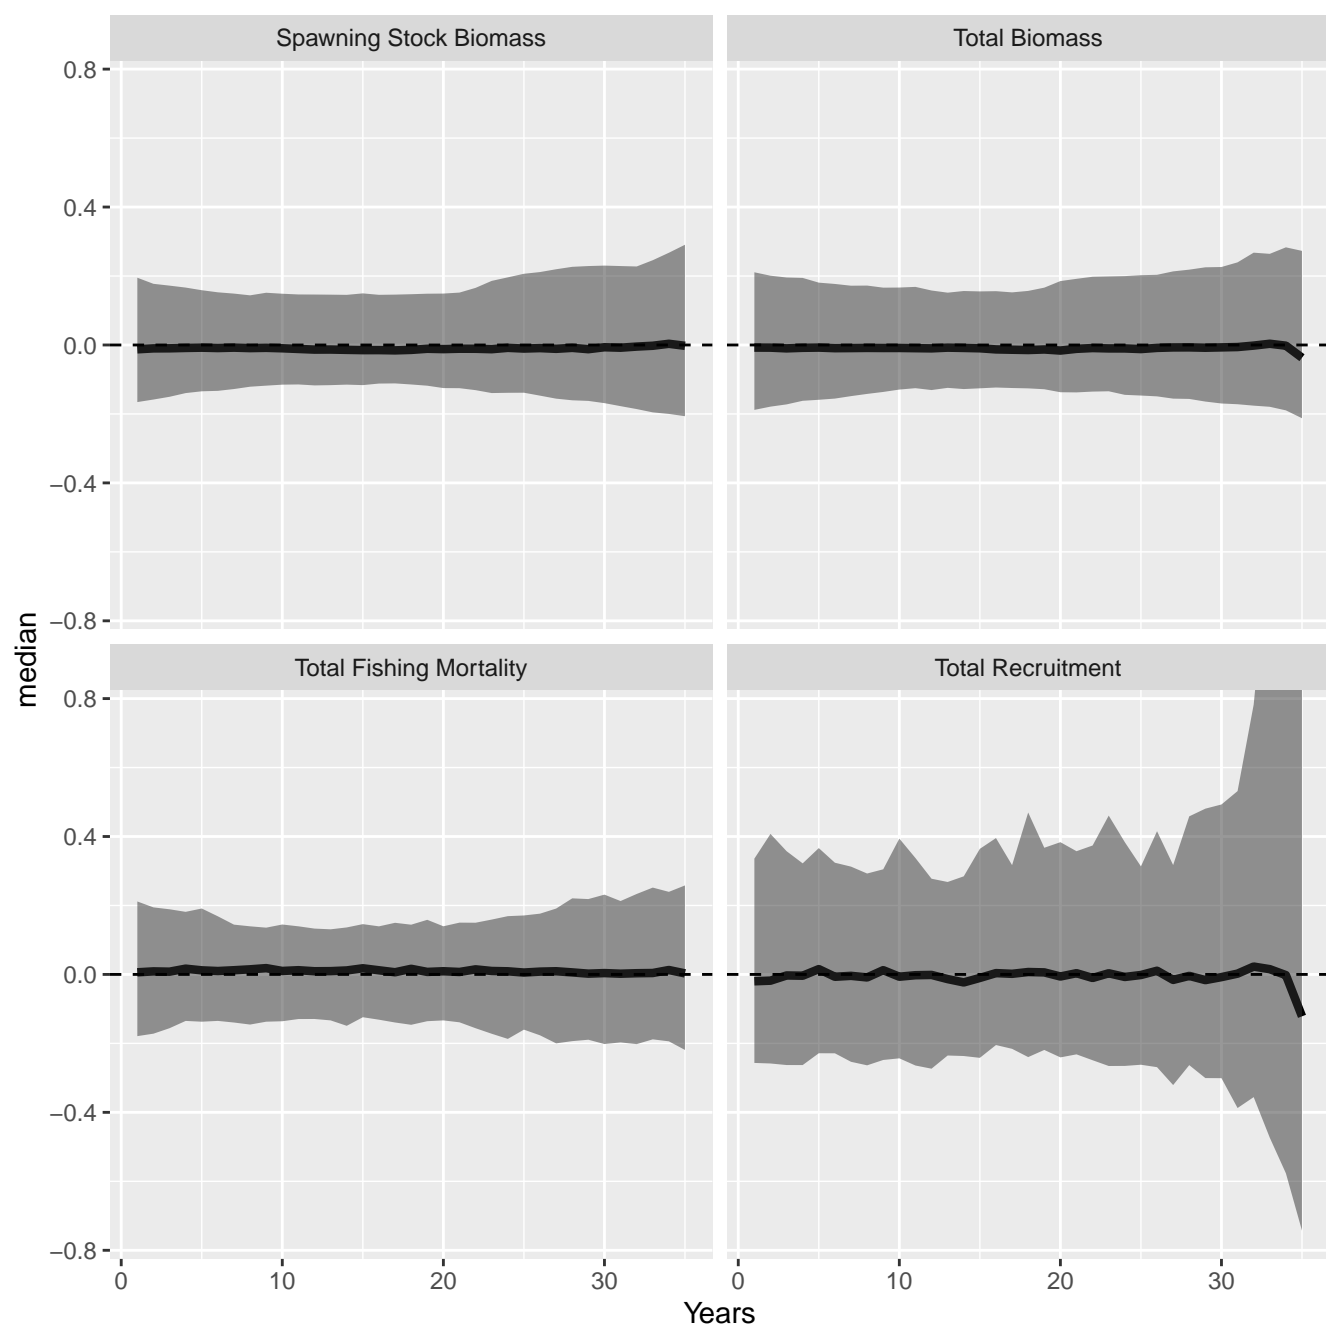 Spawning Stock Biomass
Total Biomass
0.8
0.4
0.0
−0.4
−0.8
Total Fishing Mortality
Total Recruitment
0.8
0.4
0.0
−0.4
−0.8
median
0 10 20 30
0 10 20 30
Years